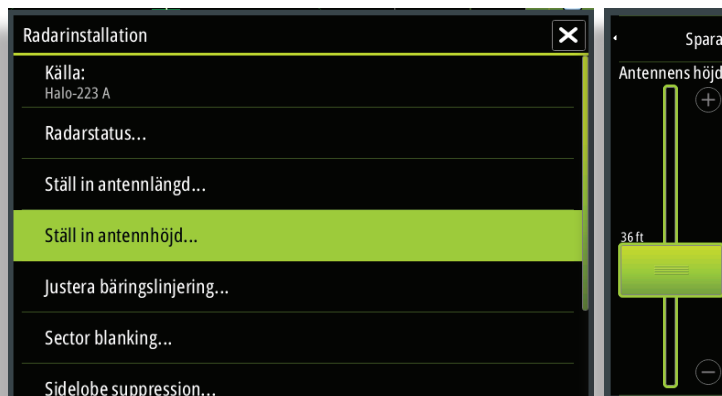 Radarinstallation
Källa:
Halo-223 A
Radarstatus...
Ställ in antennlängd...
Ställ in antennhöjd...
Justera bäringslinjering...
Sector blanking...
Sidelobe suppression...
Spara
Antennens höjd
36 ft